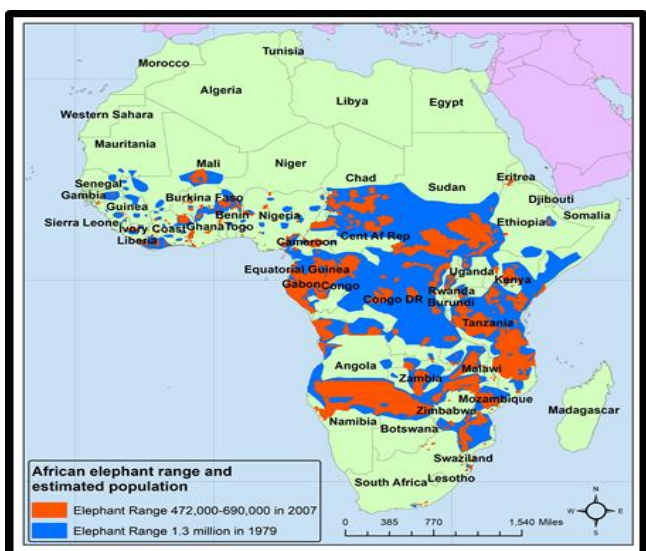 Tunisia
Morocco
Algeria
Libya
Egypt
Western Sahara
Mauritania
Mali
Niger
Chad
Sudan
Eritrea
Senegal
Gambia
Burkina Faso
Djibouti
Guinea
Benin
Nigeria
Ethiopia
Somalia
Sierra Leone
Ivory Coast
Ghana
Togo
Liberia
Cameroon
Cent Af Rep
Equatorial Guinea
Uganda
Kenya
Gabon
Congo
Congo DR
Rwanda
Burundi
Tanzania
Angola
Zambia
Malawi
Mozambique
Zimbabwe
Namibia
Botswana
Madagascar
Swaziland
South Africa
Lesotho
African elephant range and
estimated population
Elephant Range 472,000-690,000 in 2007
Elephant Range 1.3 million in 1979
0 385 770 1,540 Miles
N
W E
S